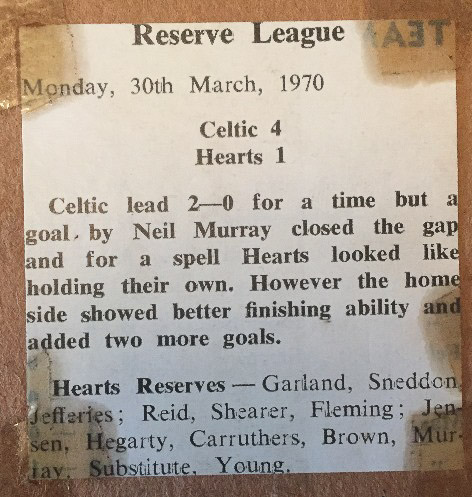 Reserve League
TEA
Monday, 30th March, 1970
Celtic 4
Hearts 1
Celtic lead 2—0 for a time but a
goal by Neil Murray closed the gap
and for a spell Hearts looked like
holding their own. However the home
side showed better finishing ability and
added two more goals.
Hearts Reserves — Garland, Sneddon,
Jefferies; Reid, Shearer, Fleming; Jen-
sen, Hegarty, Carruthers, Brown, Mur-
ray. Substitute, Young.